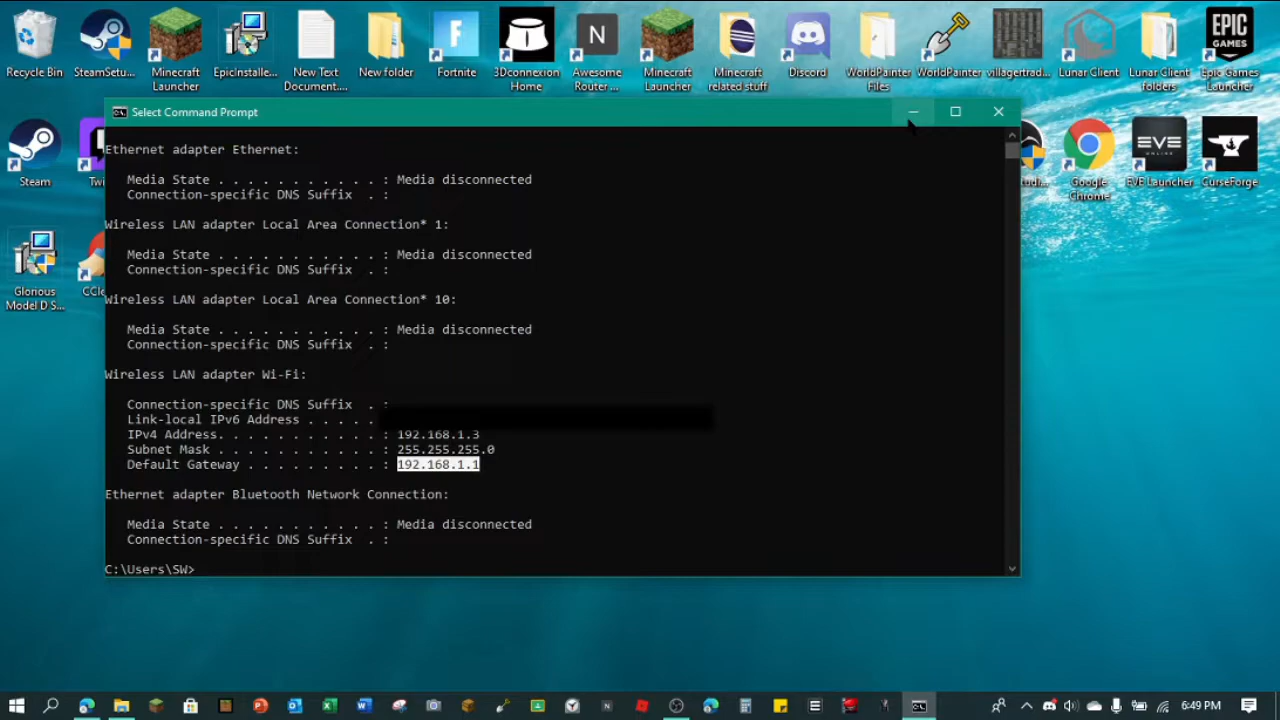 Recycle Bin
SteamSetu...
Minecraft
Launcher
EpicInstalle...
New Text
Document....
New folder
Fortnite
3Dconnexion
Home
N
Awesome
Router ...
Minecraft
Launcher
Minecraft
related stuff
Discord
WorldPainter
Files
WorldPainter
villagertrad...
Lunar Client
Lunar Client
folders
EPIC
GAMES
Epic Games
Launcher
Steam
Twi
Glorious
Model D S...
CCle
tudi...
Google
Chrome
EVE
ONLINE
EVE Launcher
CurseForge
Select Command Prompt
Ethernet adapter Ethernet:
Media State . . . . . . . . . . . : Media disconnected
Connection-specific DNS Suffix . :
Wireless LAN adapter Local Area Connection* 1:
Media State . . . . . . . . . . . : Media disconnected
Connection-specific DNS Suffix . :
Wireless LAN adapter Local Area Connection* 10:
Media State . . . . . . . . . . . : Media disconnected
Connection-specific DNS Suffix . :
Wireless LAN adapter Wi-Fi:
Connection-specific DNS Suffix . :
Link-local IPv6 Address . . . . .
IPv4 Address. . . . . . . . . . . : 192.168.1.3
Subnet Mask . . . . . . . . . . . : 255.255.255.0
Default Gateway . . . . . . . . . : 192.168.1.1
Ethernet adapter Bluetooth Network Connection:
Media State . . . . . . . . . . . : Media disconnected
Connection-specific DNS Suffix . :
C:\Users\SW>
6:49 PM